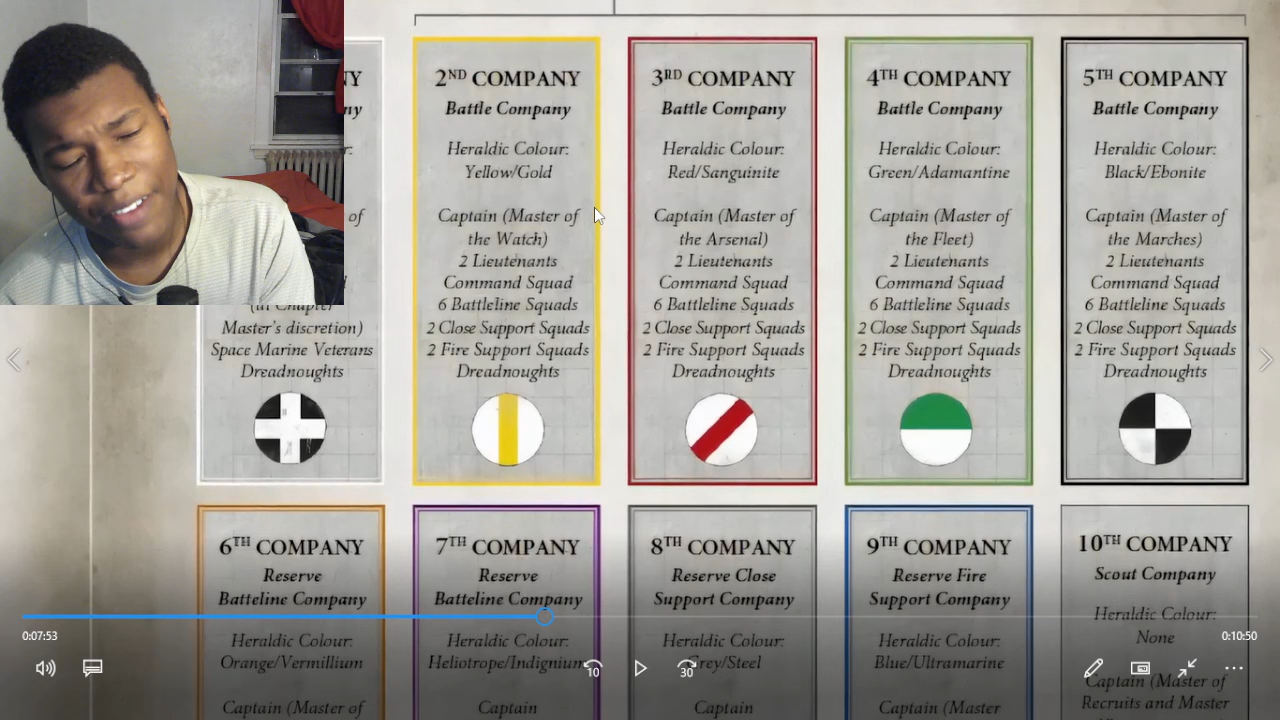 NY
ny
r:
of
(at Chapter
Master's discretion)
Space Marine Veterans
Dreadnoughts
2ND COMPANY
Battle Company
Heraldic Colour:
Yellow/Gold
Captain (Master of
the Watch)
2 Lieutenants
Command Squad
6 Battleline Squads
2 Close Support Squads
2 Fire Support Squads
Dreadnoughts
3RD COMPANY
Battle Company
Heraldic Colour:
Red/Sanguinite
Captain (Master of
the Arsenal)
2 Lieutenants
Command Squad
6 Battleline Squads
2 Close Support Squads
2 Fire Support Squads
Dreadnoughts
4TH COMPANY
Battle Company
Heraldic Colour:
Green/Adamantine
Captain (Master of
the Fleet)
2 Lieutenants
Command Squad
6 Battleline Squads
2 Close Support Squads
2 Fire Support Squads
Dreadnoughts
5TH COMPANY
Battle Company
Heraldic Colour:
Black/Ebonite
Captain (Master of
the Marches)
2 Lieutenants
Command Squad
6 Battleline Squads
2 Close Support Squads
2 Fire Support Squads
Dreadnoughts
6TH COMPANY
Reserve
Batteline Company
Heraldic Colour:
Orange/Vermillium
Captain (Master of
7TH COMPANY
Reserve
Batteline Company
Heraldic Colour:
Heliotrope/Indignium
Captain
8TH COMPANY
Reserve Close
Support Company
Heraldic Colour:
Grey/Steel
Captain
9TH COMPANY
Reserve Fire
Support Company
Heraldic Colour:
Blue/Ultramarine
Captain (Master
10TH COMPANY
Scout Company
Heraldic Colour:
None
Captain (Master of
Recruits and Master
0:07:53
0:10:50
10
30